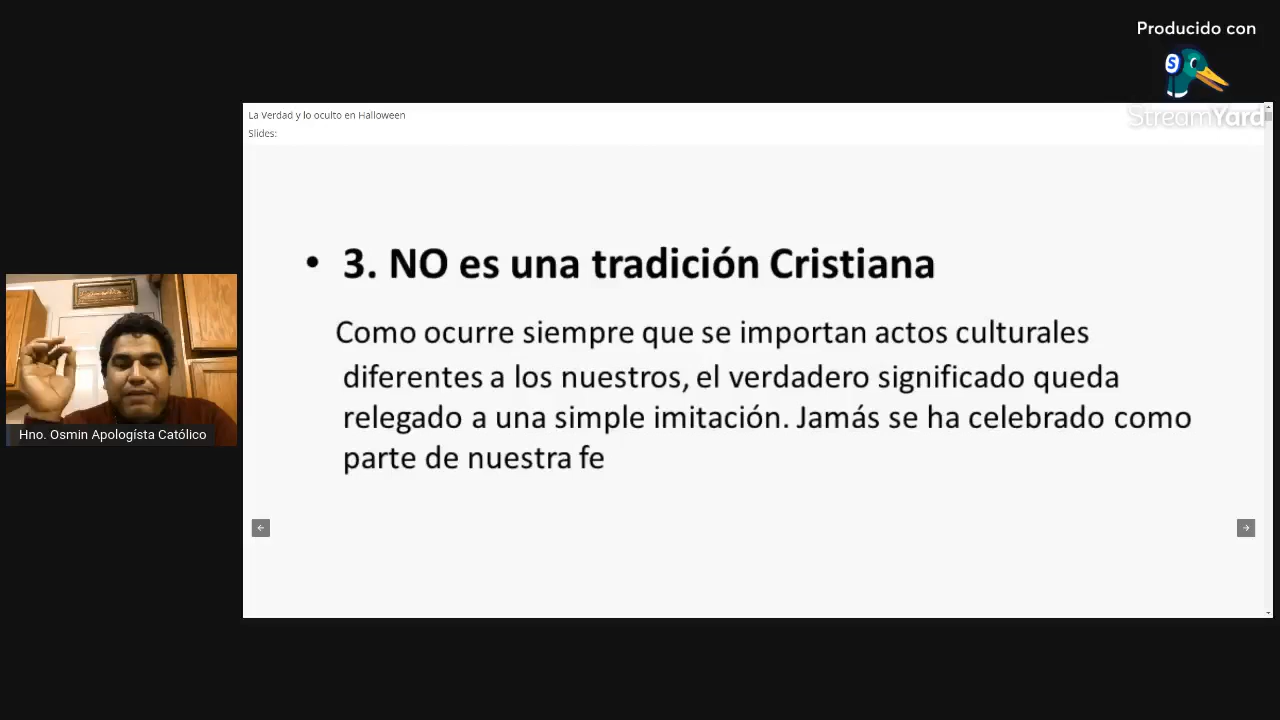 Producido con
S
StreamYard
La Verdad y lo oculto en Halloween
Slides:
• 3. NO es una tradición Cristiana
Como ocurre siempre que se importan actos culturales
diferentes a los nuestros, el verdadero significado queda
relegado a una simple imitación. Jamás se ha celebrado como
parte de nuestra fe
Hno. Osmin Apologísta Católico